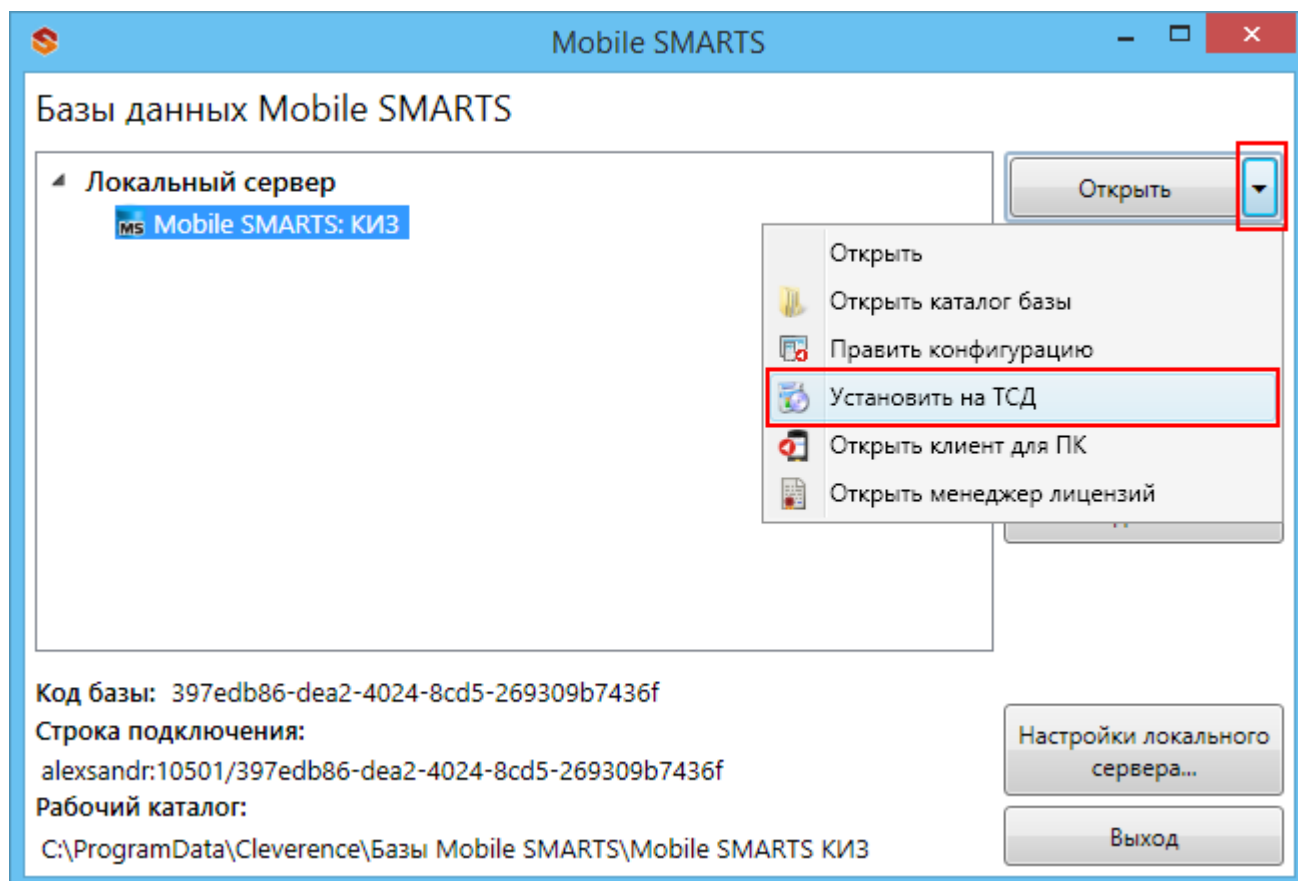 Mobile SMARTS
Базы данных Mobile SMARTS
Локальный сервер
MS Mobile SMARTS: КИЗ
Открыть
Открыть
Открыть каталог базы
Править конфигурацию
Установить на ТСД
Открыть клиент для ПК
Открыть менеджер лицензий
Код базы: 397edb86-dea2-4024-8cd5-269309b7436f
Строка подключения:
alexsandr:10501/397edb86-dea2-4024-8cd5-269309b7436f
Рабочий каталог:
C:\ProgramData\Cleverence\Базы Mobile SMARTS\Mobile SMARTS КИЗ
Настройки локального
сервера...
Выход